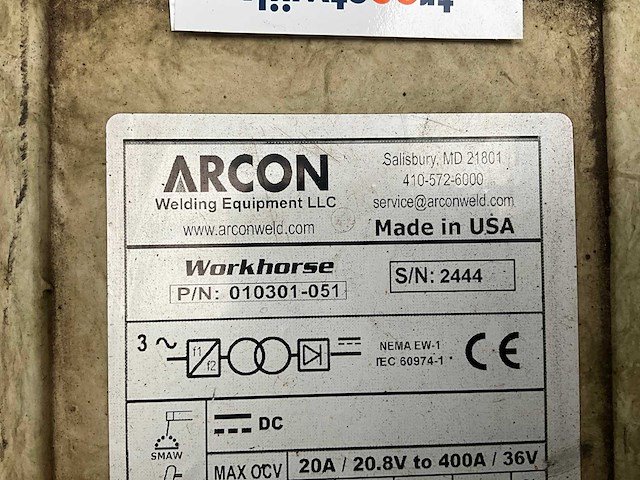 ARCON
Welding Equipment LLC
www.arconweld.com
Salisbury, MD 21801
410-572-6000
service@arconweld.com
Made in USA
Workhorse
P/N: 010301-051
S/N: 2444
3 ~
f1
f2
NEMA EW-1
IEC 60974-1
CE
SMAW
DC
MAX OCV
20A / 20.8V to 400A / 36V